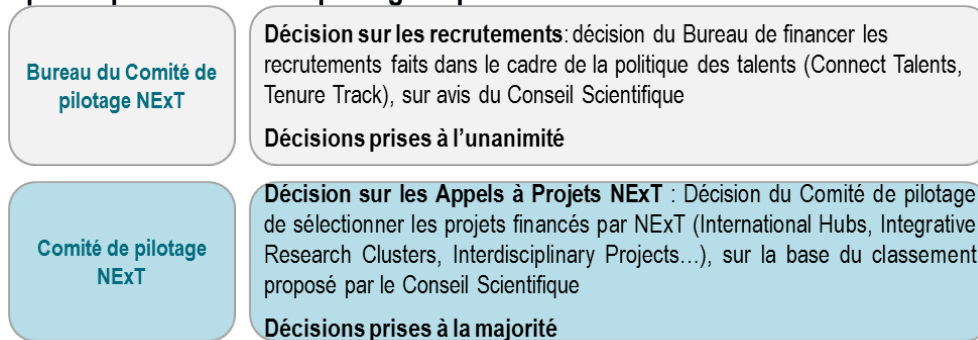 Bureau du Comité de
pilotage NExT
Décision sur les recrutements: décision du Bureau de financer les
recrutements faits dans le cadre de la politique des talents (Connect Talents,
Tenure Track), sur avis du Conseil Scientifique
Décisions prises à l’unanimité
Comité de pilotage
NExT
Décision sur les Appels à Projets NExT : Décision du Comité de pilotage
de sélectionner les projets financés par NExT (International Hubs, Integrative
Research Clusters, Interdisciplinary Projects…), sur la base du classement
proposé par le Conseil Scientifique
Décisions prises à la majorité